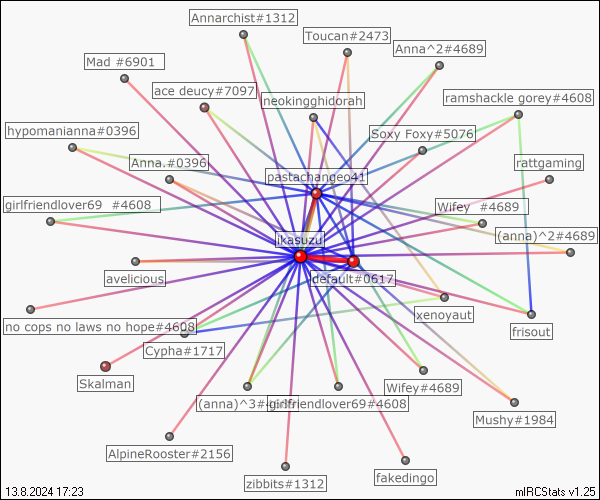 Annarchist#1312
Toucan#2473
Anna^2#4689
Mad #6901
ace deucy#7097
neokingghidorah
ramshackle gorey#4608
hypomanianna#0396
Soxy Foxy#5076
Anna.#0396
rattgaming
pastachangeo41
girlfriendlover69 #4608
Wifey #4689
(anna)^2#4689
ikasuzu
avelicious
default#0617
xenoyaut
no cops no laws no hope#4608
frisout
Cypha#1717
Skalman
Wifey#4689
(anna)^3#
girlfriendlover69#4608
Mushy#1984
AlpineRooster#2156
zibbits#1312
fakedingo
13.8.2024 17:23
mIRCStats v1.25